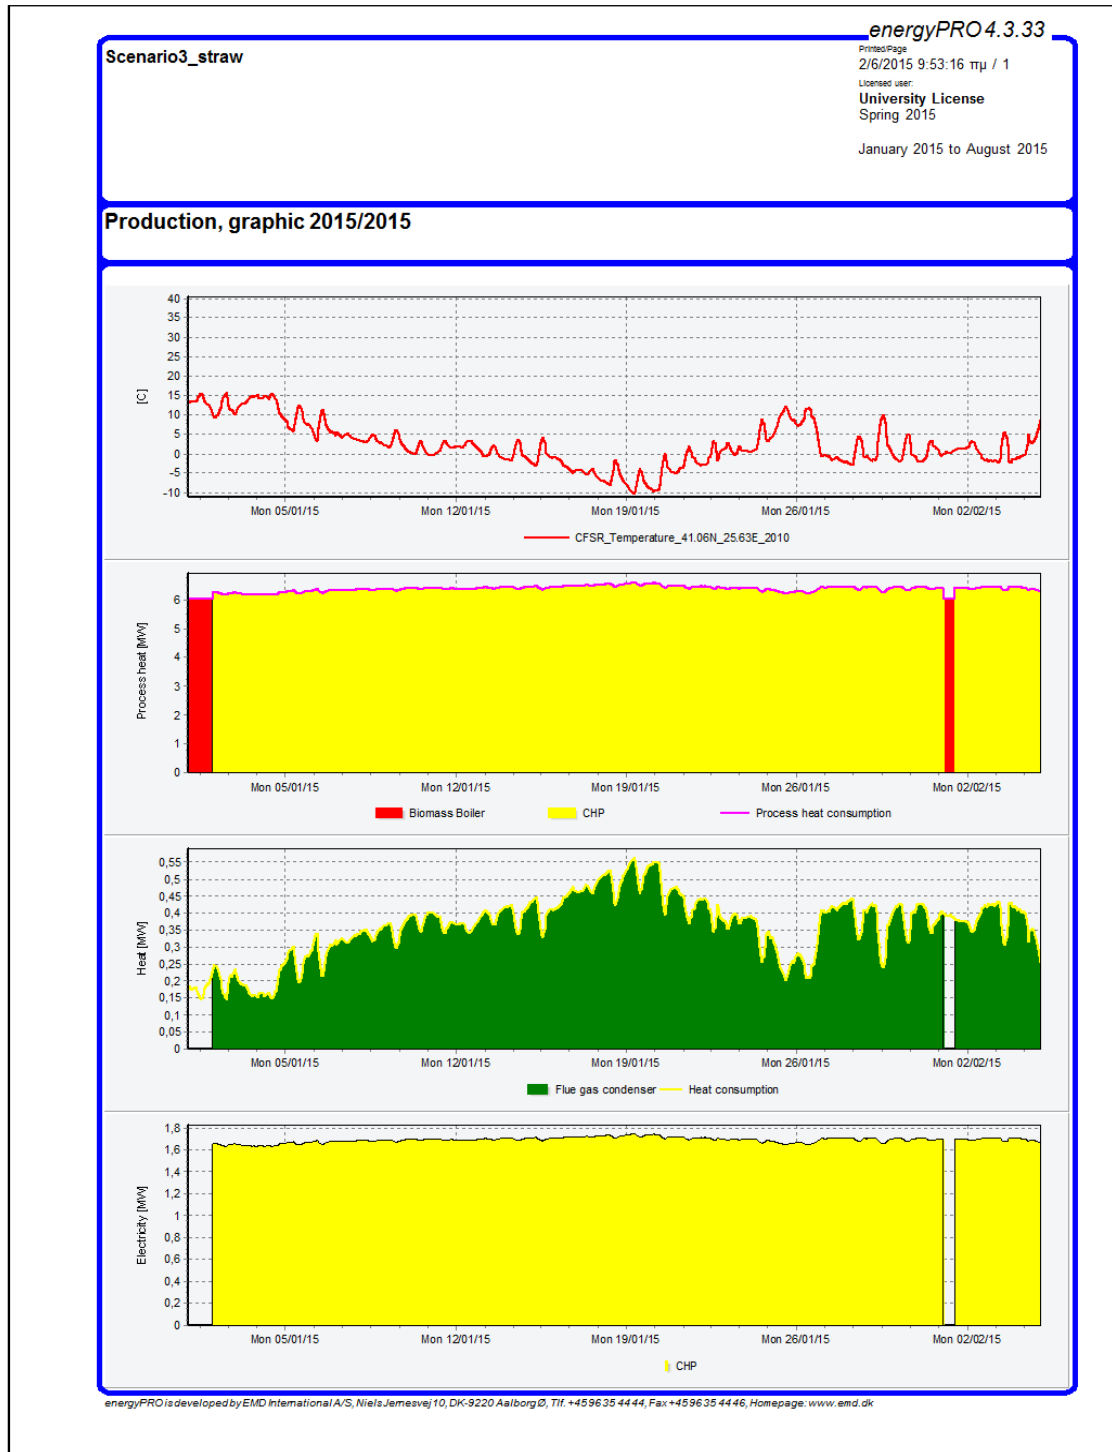 energyPRO 4.3.33
Scenario3_straw
Printed/Page
2/6/2015 9:53:16 πμ / 1
Licensed user:
University License
Spring 2015
January 2015 to August 2015
Production, graphic 2015/2015
40
35
30
25
20
15
10
5
0
-5
-10
[C]
Mon 05/01/15 Mon 12/01/15 Mon 19/01/15 Mon 26/01/15 Mon 02/02/15
CFSR_Temperature_41.06N_25.63E_2010
6
5
4
3
2
1
0
Process heat [MW]
Mon 05/01/15 Mon 12/01/15 Mon 19/01/15 Mon 26/01/15 Mon 02/02/15
Biomass Boiler CHP Process heat consumption
0,55
0,5
0,45
0,4
0,35
0,3
0,25
0,2
0,15
0,1
0,05
0
Heat [MW]
Mon 05/01/15 Mon 12/01/15 Mon 19/01/15 Mon 26/01/15 Mon 02/02/15
Flue gas condenser Heat consumption
1,8
1,6
1,4
1,2
1
0,8
0,6
0,4
0,2
0
Electricity [MW]
Mon 05/01/15 Mon 12/01/15 Mon 19/01/15 Mon 26/01/15 Mon 02/02/15
CHP
energyPRO is developed by EMD International A/S, Niels Jernesvej 10, DK-9220 Aalborg Ø, Tlf. +45 96 35 44 44, Fax +45 96 35 44 46, Homepage: www.emd.dk